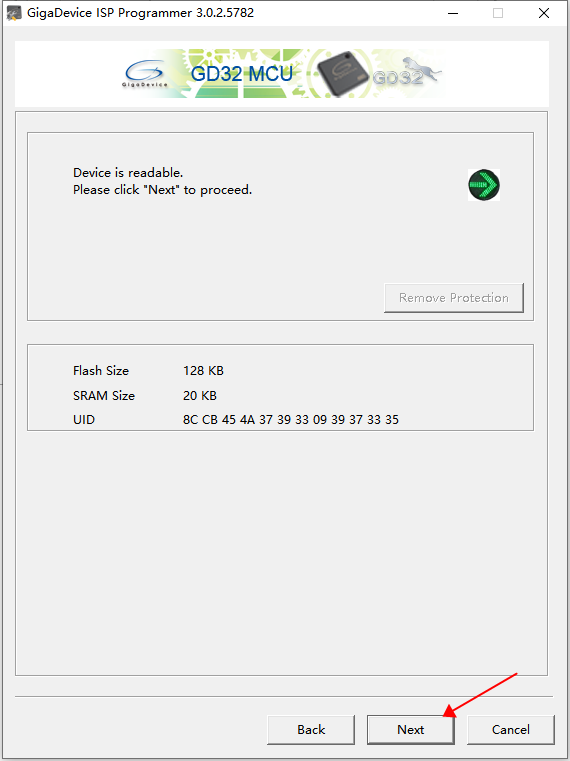 GigaDevice ISP Programmer 3.0.2.5782
GigaDevice
GD32 MCU
GD32
Device is readable.
Please click "Next" to proceed.
Remove Protection
Flash Size 128 KB
SRAM Size 20 KB
UID 8C CB 45 4A 37 39 33 09 39 37 33 35
Back Next Cancel